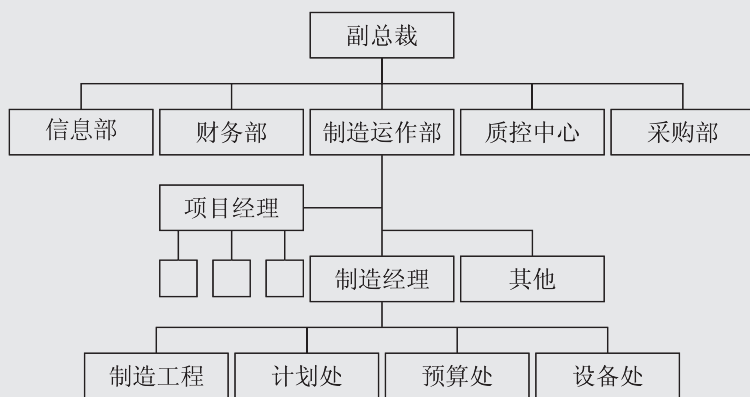 副总裁
信息部
财务部
制造运作部
质控中心
采购部
项目经理
制造经理
其他
制造工程
计划处
预算处
设备处